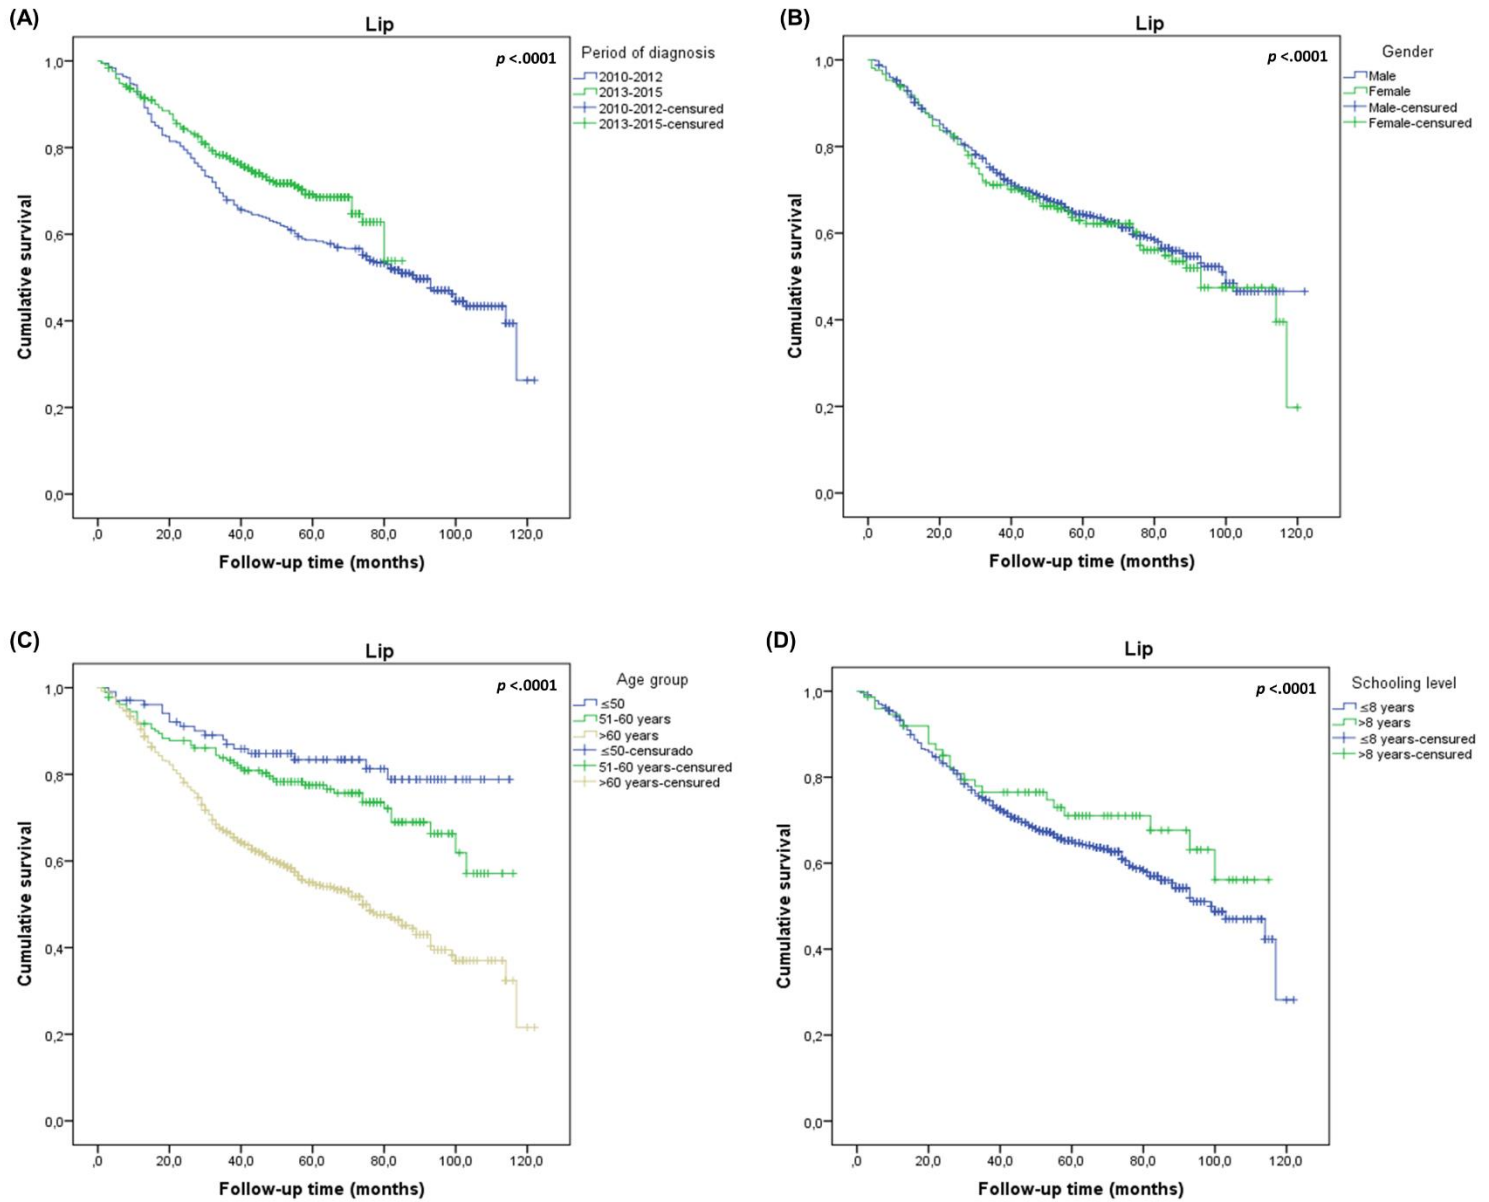 (A)
Lip
p <.0001
Period of diagnosis
2010-2012
2013-2015
2010-2012-censured
2013-2015-censured
1,0
0,8
0,6
0,4
0,2
0,0
Cumulative survival
,0 20,0 40,0 60,0 80,0 100,0 120,0
Follow-up time (months)
(B)
Lip
p <.0001
Gender
Male
Female
Male-censured
Female-censured
1,0
0,8
0,6
0,4
0,2
0,0
Cumulative survival
,0 20,0 40,0 60,0 80,0 100,0 120,0
Follow-up time (months)
(C)
Lip
p <.0001
Age group
≤50
51-60 years
>60 years
≤50-censurado
51-60 years-censured
>60 years-censured
1,0
0,8
0,6
0,4
0,2
0,0
Cumulative survival
,0 20,0 40,0 60,0 80,0 100,0 120,0
Follow-up time (months)
(D)
Lip
p <.0001
Schooling level
≤8 years
>8 years
≤8 years-censured
>8 years-censured
1,0
0,8
0,6
0,4
0,2
0,0
Cumulative survival
,0 20,0 40,0 60,0 80,0 100,0 120,0
Follow-up time (months)